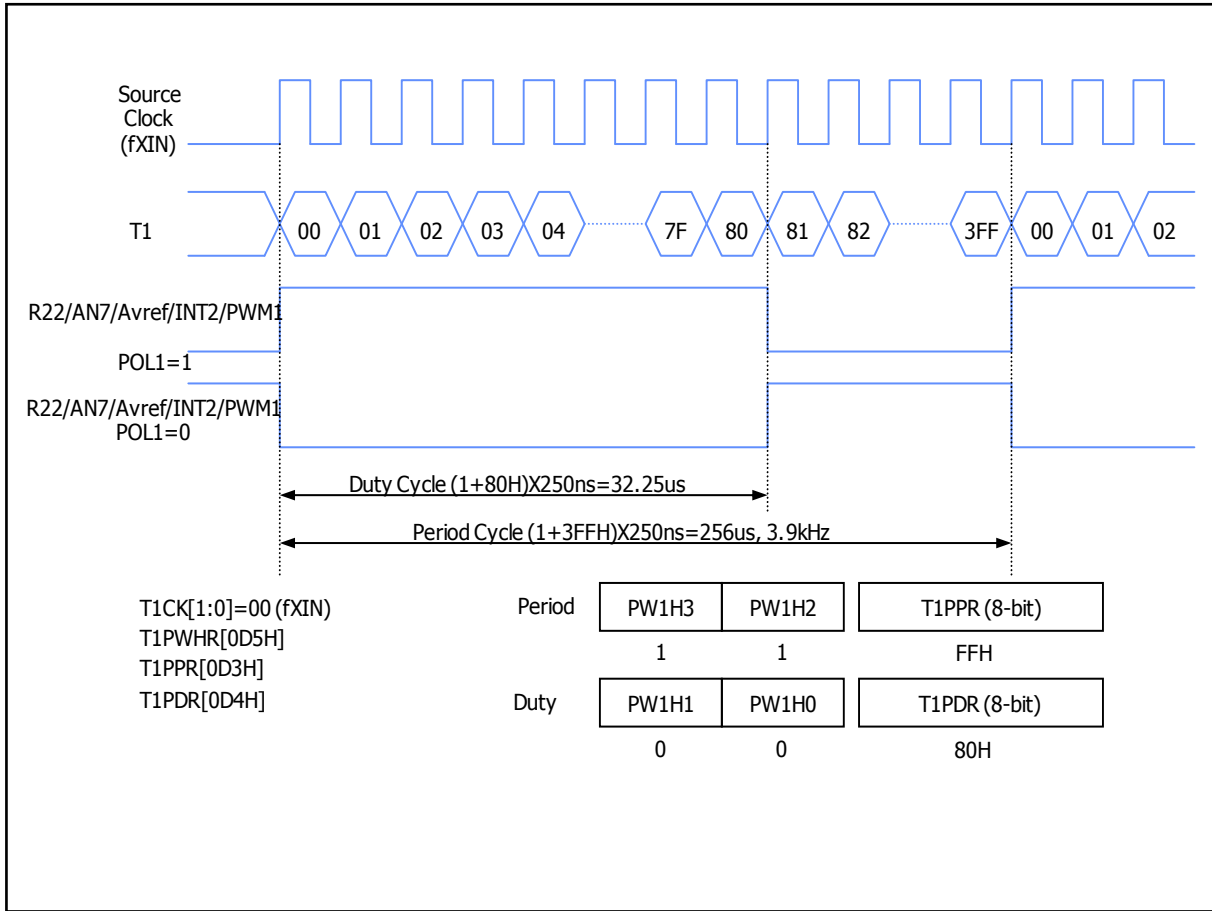 Source
Clock
(fXIN)
T1
00 01 02 03 04 7F 80 81 82 3FF 00 01 02
R22/AN7/Avref/INT2/PWM1
POL1=1
R22/AN7/Avref/INT2/PWM1
POL1=0
Duty Cycle (1+80H)X250ns=32.25us
Period Cycle (1+3FFH)X250ns=256us, 3.9kHz
T1CK[1:0]=00 (fXIN)
T1PWHR[0D5H]
T1PPR[0D3H]
T1PDR[0D4H]
Period PW1H3 PW1H2 T1PPR (8-bit)
1 1 FFH
Duty PW1H1 PW1H0 T1PDR (8-bit)
0 0 80H